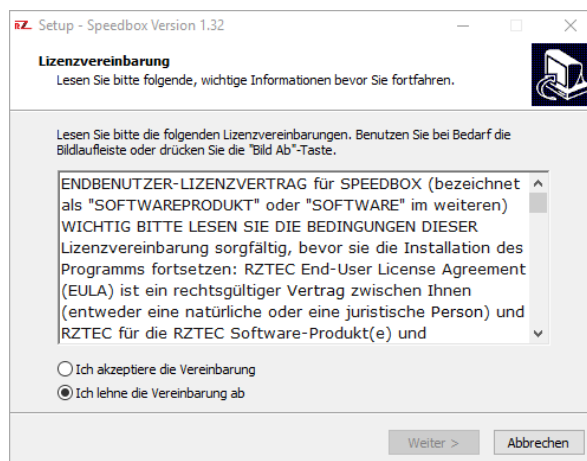 RZ Setup - Speedbox Version 1.32
Lizenzvereinbarung
Lesen Sie bitte folgende, wichtige Informationen bevor Sie fortfahren.
Lesen Sie bitte die folgenden Lizenzvereinbarungen. Benutzen Sie bei Bedarf die
Bildlaufleiste oder drücken Sie die "Bild Ab"-Taste.
ENDBENUTZER-LIZENZVERTRAG für SPEEDBOX (bezeichnet
als "SOFTWAREPRODUKT" oder "SOFTWARE" im weiteren)
WICHTIG BITTE LESEN SIE DIE BEDINGUNGEN DIESER
Lizenzvereinbarung sorgfältig, bevor sie die Installation des
Programms fortsetzen: RZTEC End-User License Agreement
(EULA) ist ein rechtsgültiger Vertrag zwischen Ihnen
(entweder eine natürliche oder eine juristische Person) und
RZTEC für die RZTEC Software-Produkt(e) und
Ich akzeptiere die Vereinbarung
Ich lehne die Vereinbarung ab
Weiter >
Abbrechen